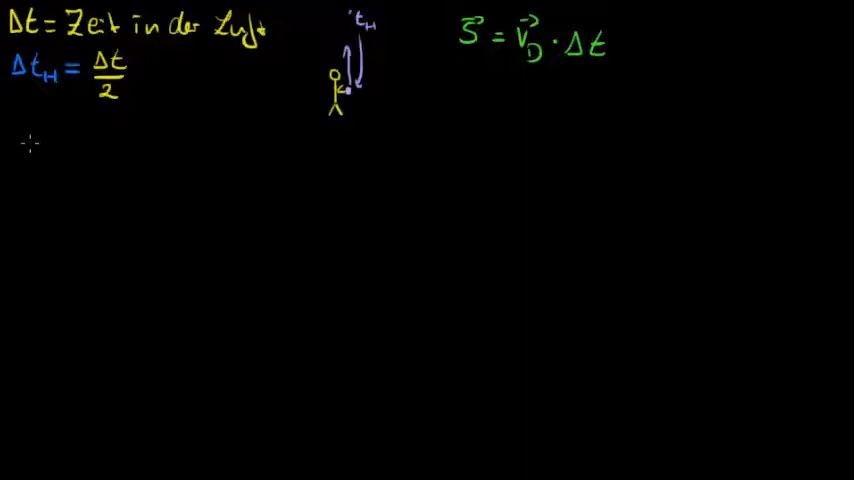 Δt = Zeit in der Luft
Δt_H = Δt/2
t_H
S⃗ = v⃗_D · Δt